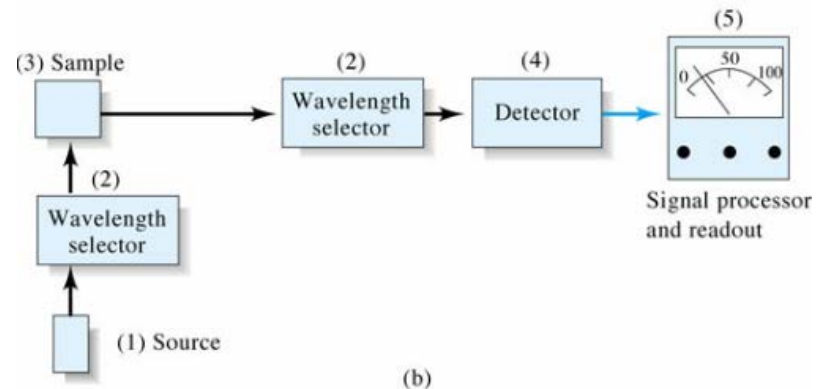 (5)
(3) Sample
(2)
(4)
Wavelength
selector
Detector
0
50
100
(2)
Wavelength
selector
Signal processor
and readout
(1) Source
(b)